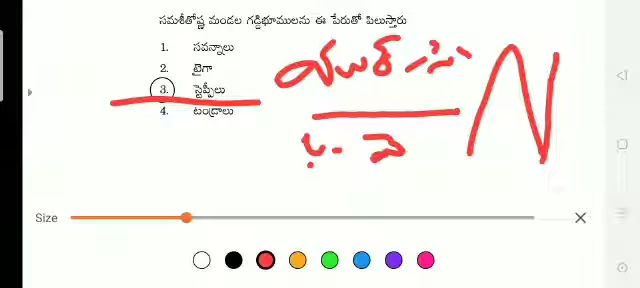 సమశీతోష్ణ మండల గడ్డిభూములను ఈ పేరుతో పిలుస్తారు
1. సవన్నాలు
2. టైగా
3. స్టెప్పీలు
4. టండ్రాలు
Size